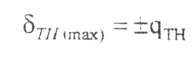 δTH(max) = ±qTH